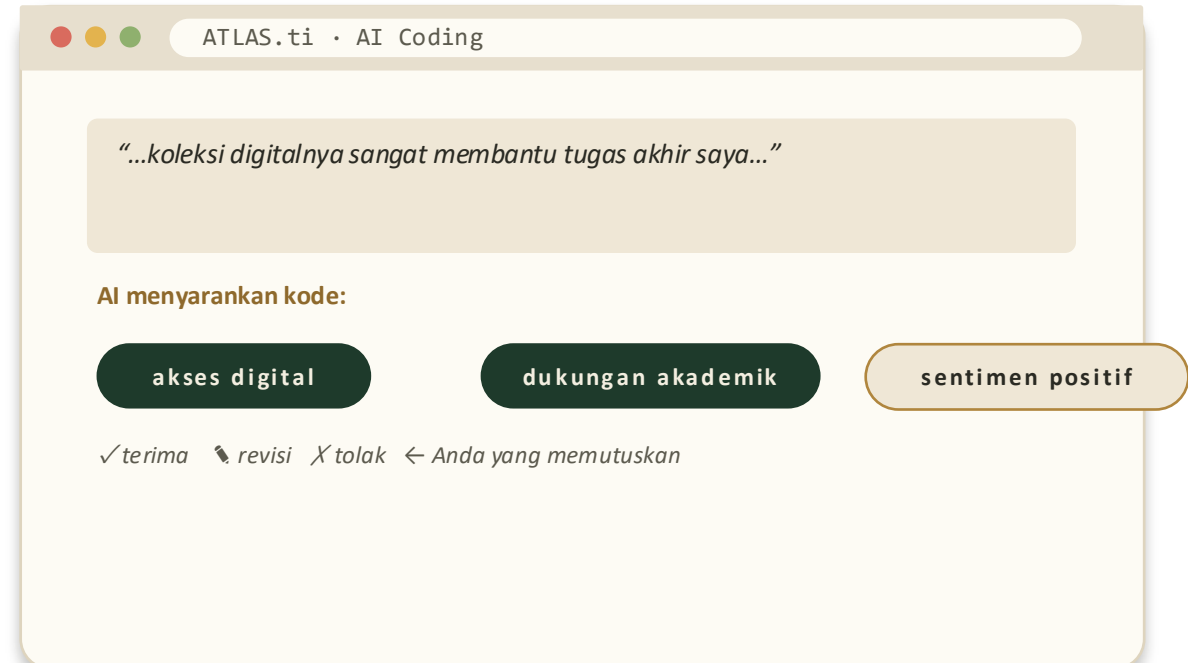 ATLAS.ti · AI Coding
“…koleksi digitalnya sangat membantu tugas akhir saya…”
AI menyarankan kode:
akses digital dukungan akademik sentimen positif
✓ terima ✎ revisi ✗ tolak ← Anda yang memutuskan